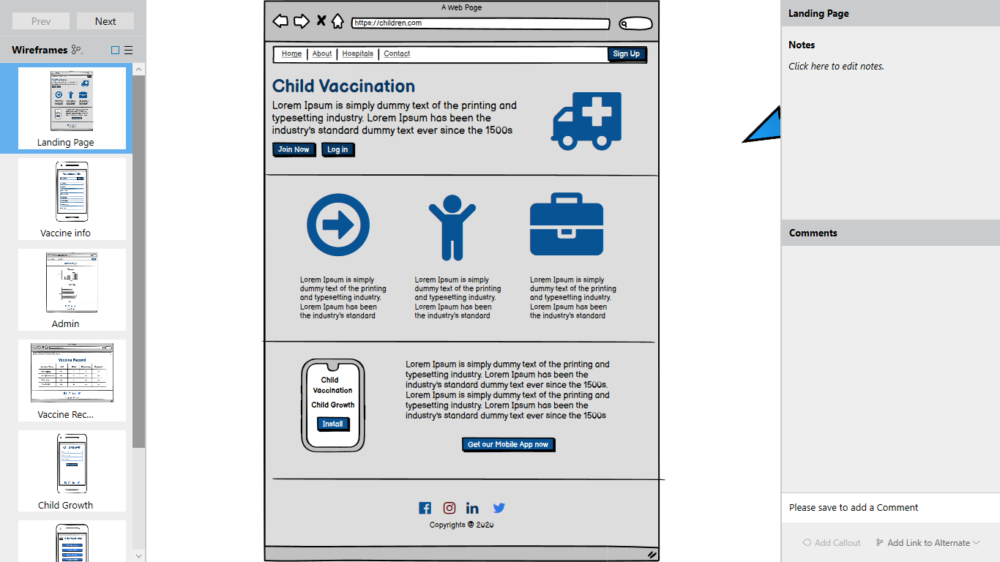 Prev
Next
Wireframes
Landing Page
Vaccine info
Admin
Vaccine Record
Vaccine Rec...
Child Growth
A Web Page
https://children.com
Home
About
Hospitals
Contact
Sign Up
Child Vaccination
Lorem Ipsum is simply dummy text of the printing and
typesetting industry. Lorem Ipsum has been the
industry's standard dummy text ever since the 1500s
Join Now
Log in
Lorem Ipsum is simply
dummy text of the printing
and typesetting industry.
Lorem Ipsum has been
the industry's standard
Lorem Ipsum is simply
dummy text of the printing
and typesetting industry.
Lorem Ipsum has been
the industry's standard
Lorem Ipsum is simply
dummy text of the printing
and typesetting industry.
Lorem Ipsum has been
the industry's standard
Child
Vaccination
Child Growth
Install
Lorem Ipsum is simply dummy text of the printing and
typesetting industry. Lorem Ipsum has been the
industry's standard dummy text ever since the 1500s.
Lorem Ipsum is simply dummy text of the printing and
typesetting industry. Lorem Ipsum has been the
industry's standard dummy text ever since the 1500s
Get our Mobile App now
Copyrights @ 2020
Landing Page
Notes
Click here to edit notes.
Comments
Please save to add a Comment
Add Callout
Add Link to Alternate